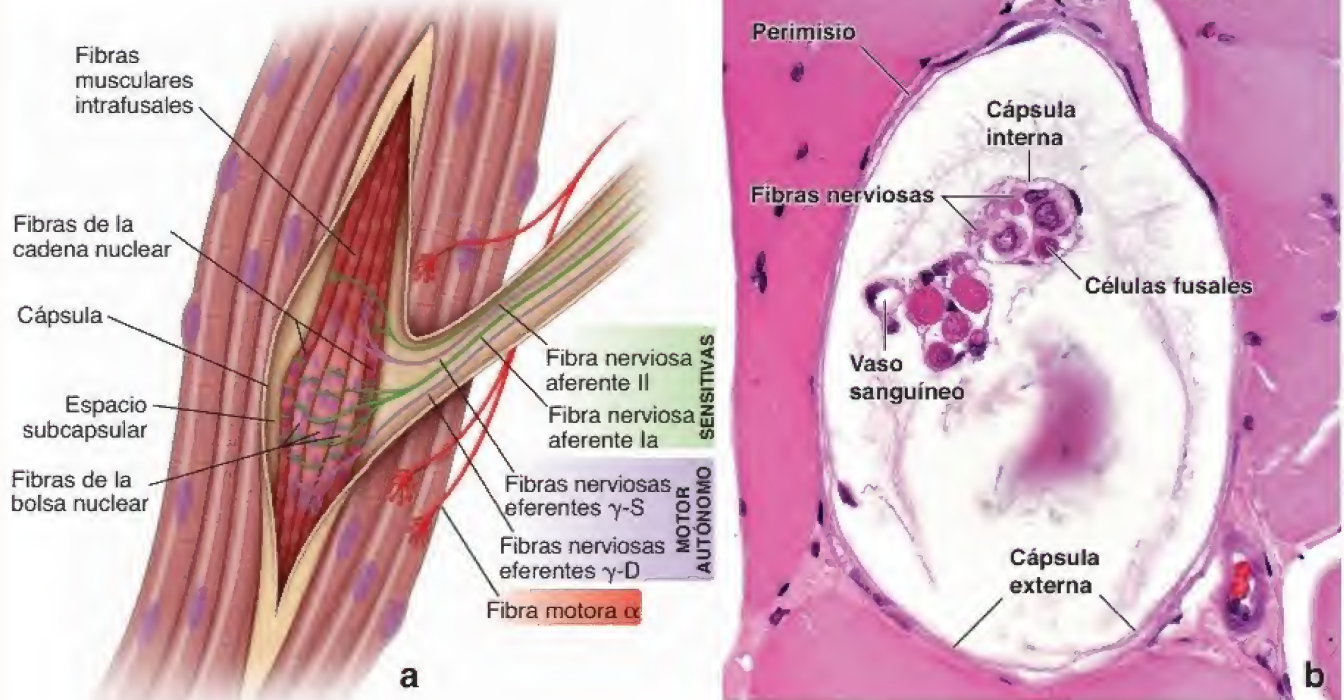 Fibras
musculares
intrafusales
Fibras de la
cadena nuclear
Cápsula
Espacio
subcapsular
Fibras de la
bolsa nuclear
Fibra nerviosa
aferente II
Fibra nerviosa
aferente Ia
SENSITIVAS
Fibras nerviosas
eferentes γ-S
Fibras nerviosas
eferentes γ-D
MOTOR
AUTÓNOMO
Fibra motora α
a
Perimisio
Cápsula
interna
Fibras nerviosas
Células fusales
Vaso
sanguíneo
Cápsula
externa
b